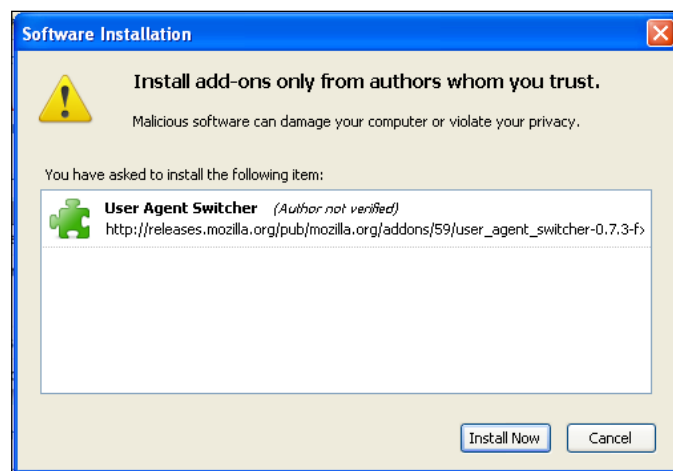 Software Installation
Install add-ons only from authors whom you trust.
Malicious software can damage your computer or violate your privacy.
You have asked to install the following item:
User Agent Switcher (Author not verified)
http://releases.mozilla.org/pub/mozilla.org/addons/59/user_agent_switcher-0.7.3-fx
Install Now Cancel